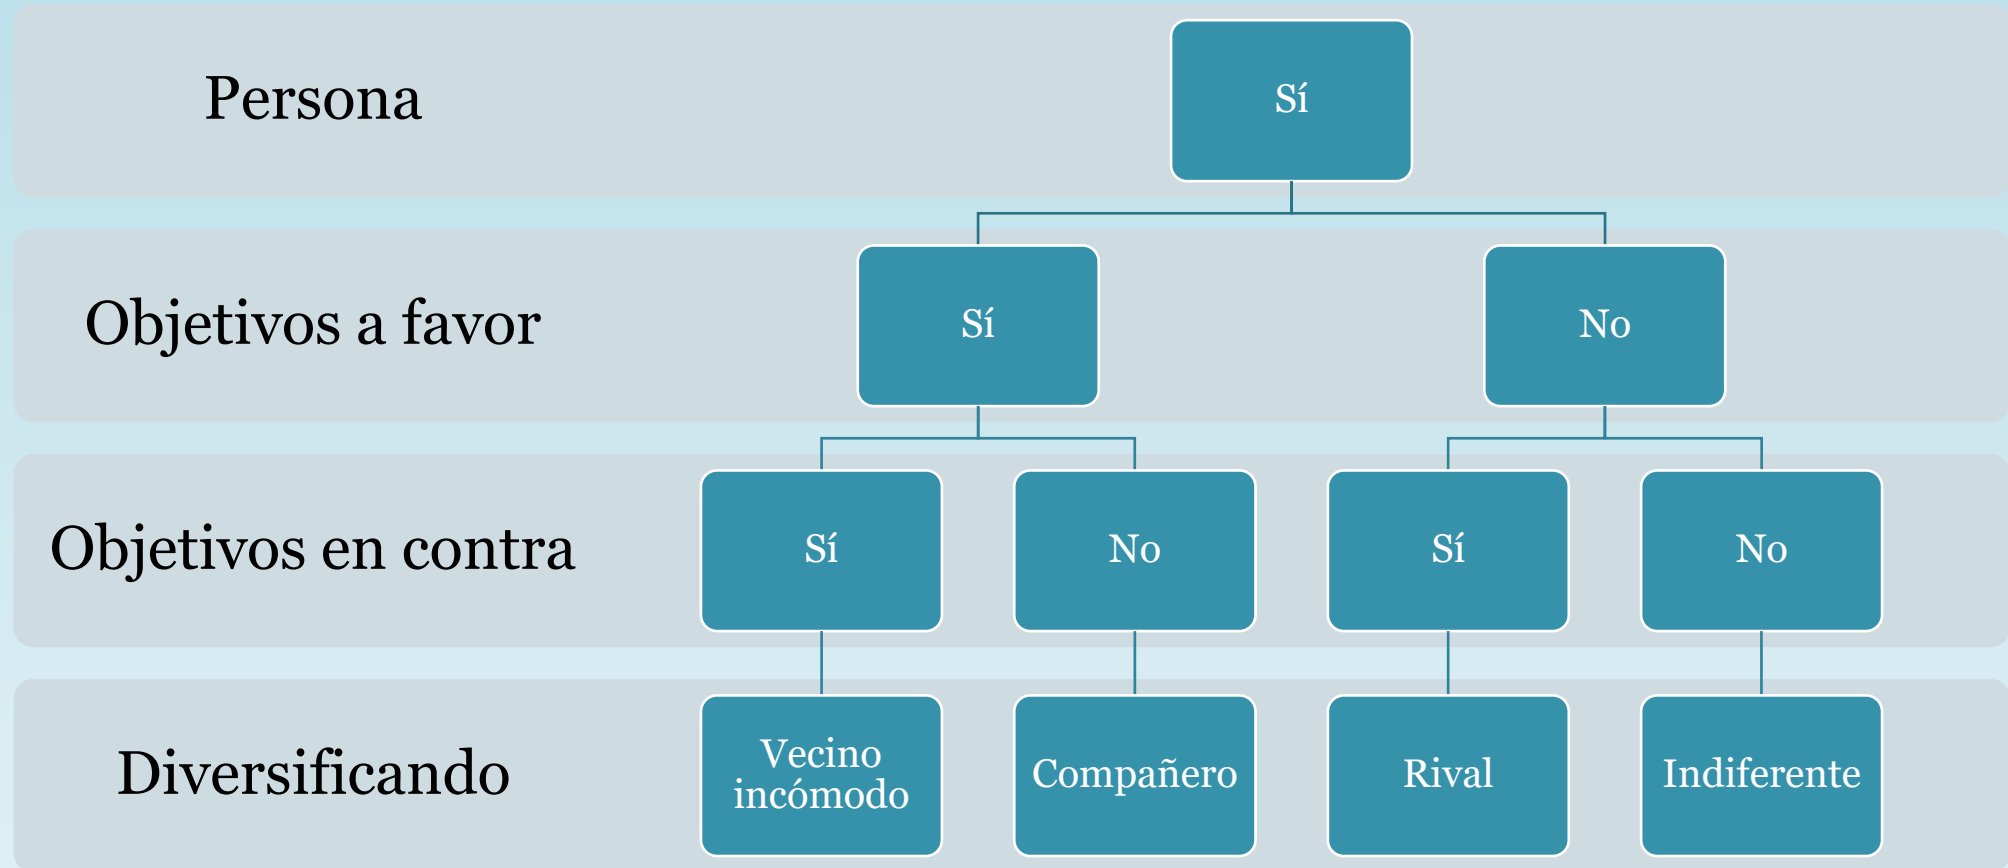 Persona
Sí
Objetivos a favor
Sí
No
Objetivos en contra
Sí
No
Sí
No
Diversificando
Vecino
incómodo
Compañero
Rival
Indiferente